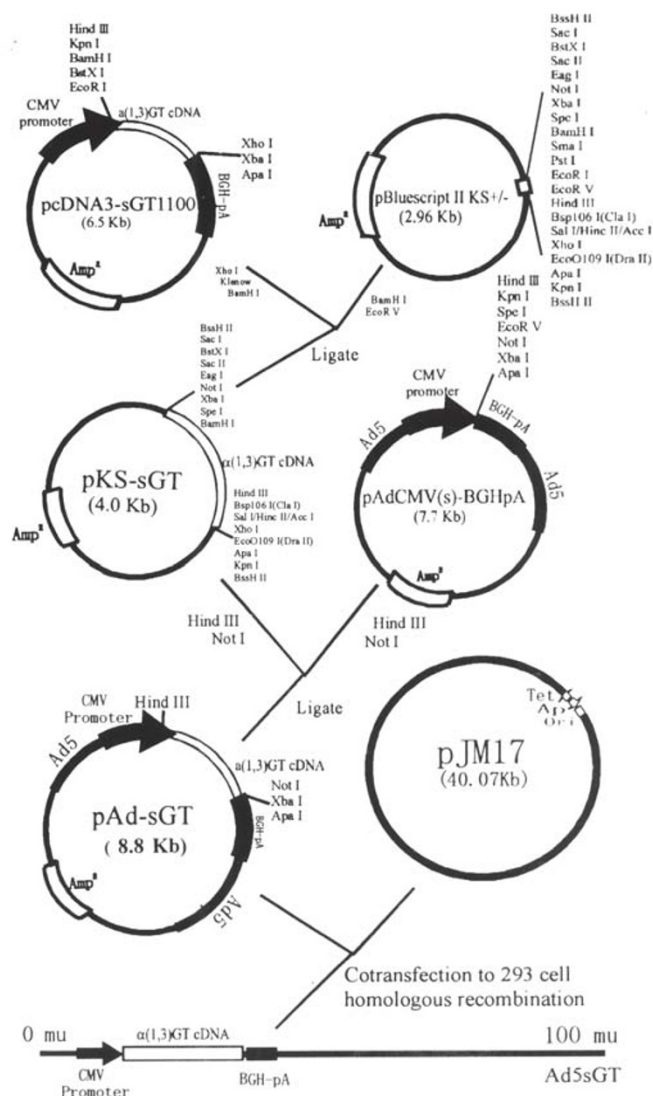 Hind III
Kpn I
BamH I
BstX I
EcoR I
CMV
promoter
a(1,3)GT cDNA
Xho I
Xba I
Apa I
BGH-pA
pcDNA3-sGT1100
(6.5 Kb)
Amp^R
BssH II
Sac I
BstX I
Sac II
Eag I
Not I
Xba I
Spe I
BamH I
Sma I
Pst I
EcoR I
EcoR V
Hind III
Bsp106 I(Cla I)
Sal I/Hinc II/Acc I
Xho I
EcoO109 I(Dra II)
Apa I
Kpn I
BssH II
pBluescript II KS+/-
(2.96 Kb)
Amp^R
Xho I
Klenow
BamH I
BamH I
EcoR V
Ligate
BssH II
Sac I
BstX I
Sac II
Eag I
Not I
Xba I
Spe I
BamH I
α(1,3)GT cDNA
pKS-sGT
(4.0 Kb)
Amp^R
Hind III
Bsp106 I(Cla I)
Sal I/Hinc II/Acc I
Xho I
EcoO109 I(Dra II)
Apa I
Kpn I
BssH II
Hind III
Kpn I
Spe I
EcoR V
Not I
Xba I
Apa I
CMV
promoter
BGH-pA
Ad5
Ad5
pAdCMV(s)-BGHpA
(7.7 Kb)
Amp^R
Hind III
Not I
Hind III
Not I
Ligate
CMV
Promoter
Hind III
Ad5
a(1,3)GT cDNA
Not I
Xba I
Apa I
BGH-pA
pAd-sGT
( 8.8 Kb)
Amp^R
Ad5
Tet
Ap
Ori
pJM17
(40.07Kb)
Cotransfection to 293 cell
homologous recombination
0 mu
α(1,3)GT cDNA
100 mu
CMV
Promoter
BGH-pA
Ad5sGT